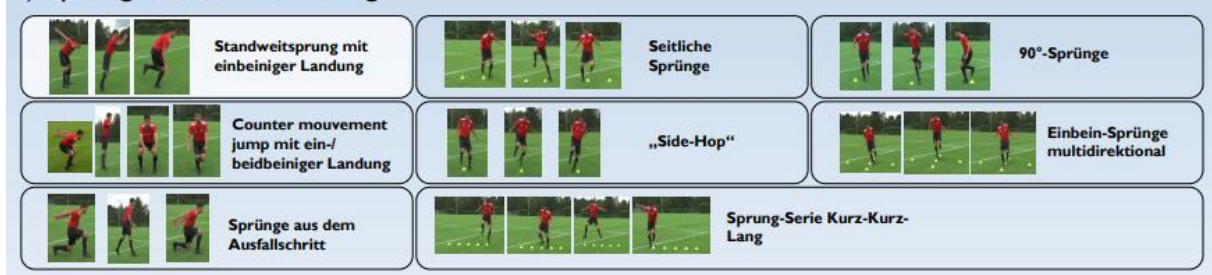 Standweitsprung mit
einbeiniger Landung
Seitliche
Sprünge
90°-Sprünge
Counter mouvement
jump mit ein-/
beidbeiniger Landung
„Side-Hop“
Einbein-Sprünge
multidirektional
Sprünge aus dem
Ausfallschritt
Sprung-Serie Kurz-Kurz-
Lang